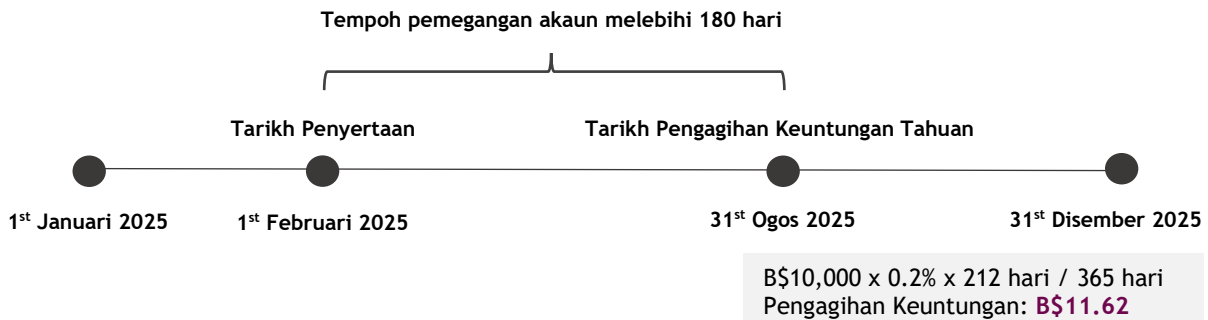 Tempoh pemegangan akaun melebihi 180 hari
Tarikh Penyertaan
Tarikh Pengagihan Keuntungan Tahuan
1st Januari 2025
1st Februari 2025
31st Ogos 2025
31st Disember 2025
B$10,000 x 0.2% x 212 hari / 365 hari
Pengagihan Keuntungan: B$11.62